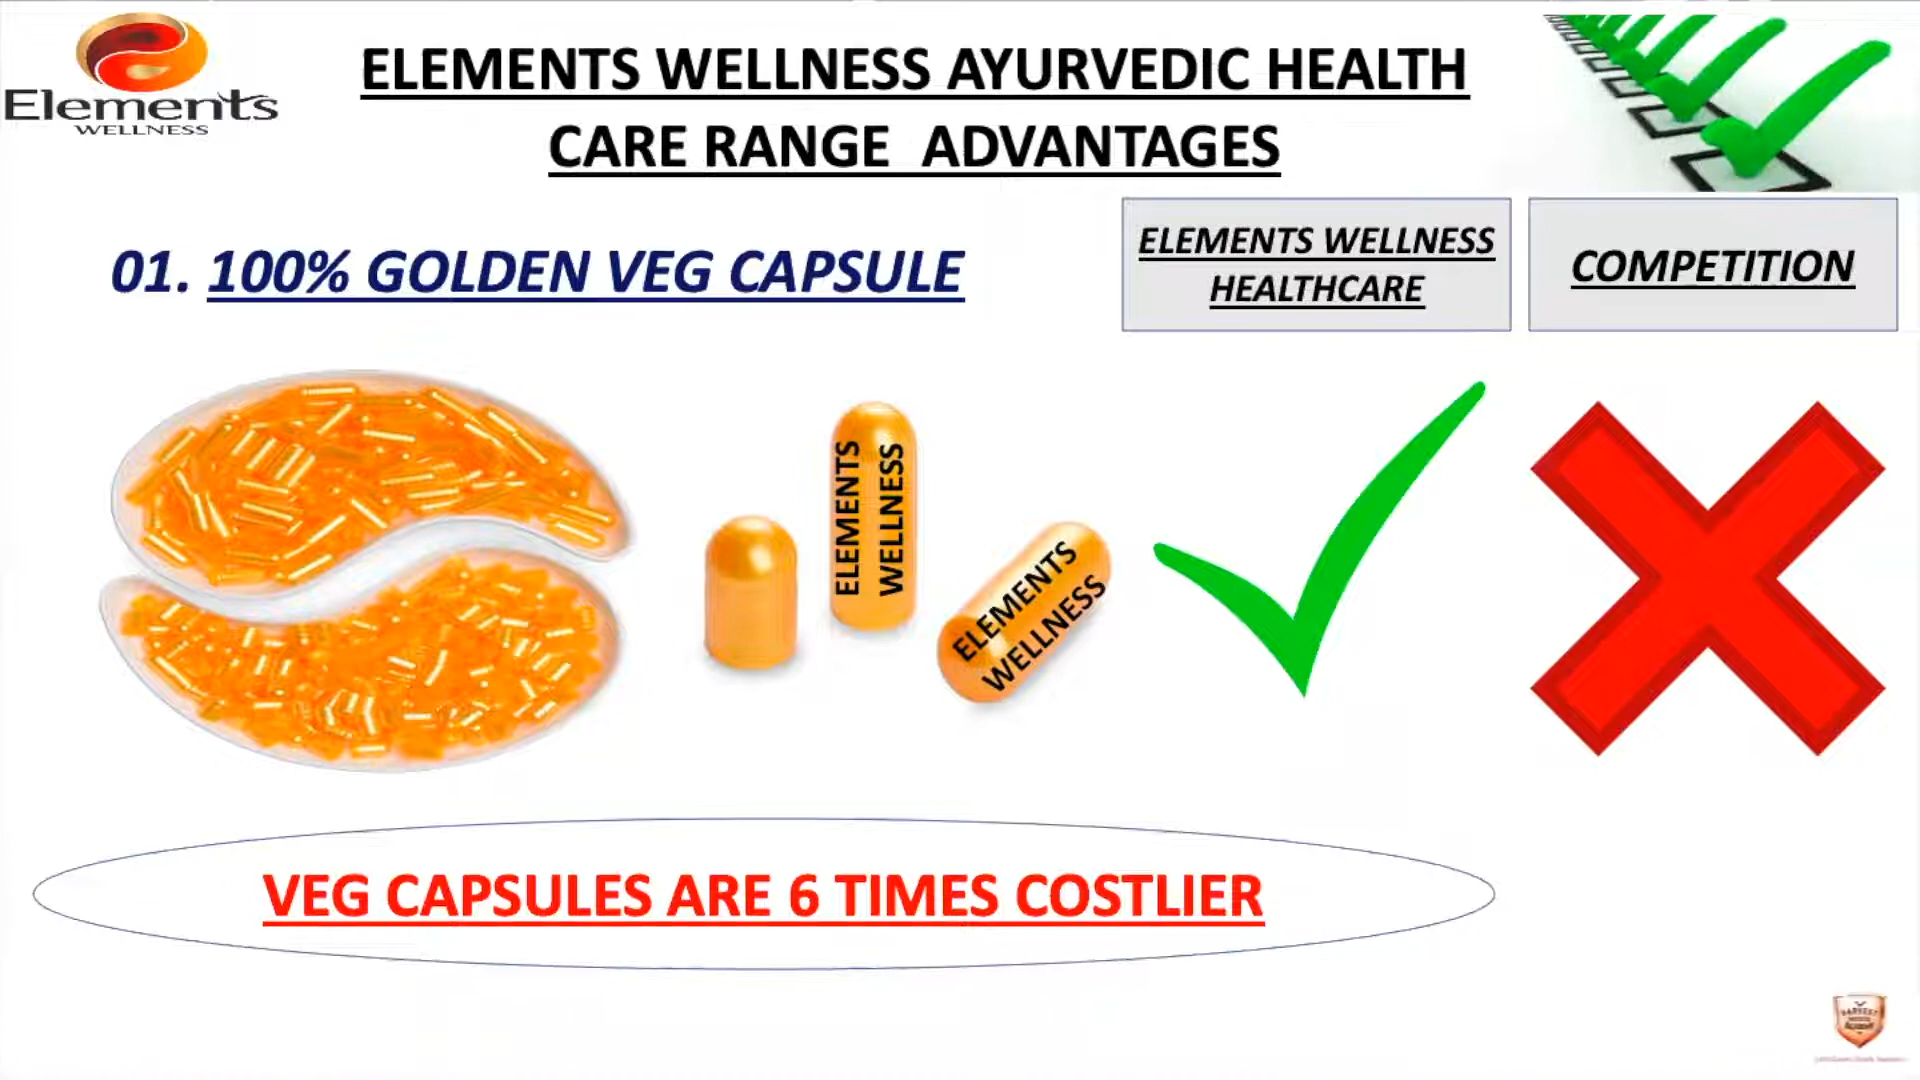 Elements
WELLNESS
ELEMENTS WELLNESS AYURVEDIC HEALTH
CARE RANGE ADVANTAGES
01. 100% GOLDEN VEG CAPSULE
ELEMENTS WELLNESS
HEALTHCARE
COMPETITION
ELEMENTS
WELLNESS
ELEMENTS
WELLNESS
VEG CAPSULES ARE 6 TIMES COSTLIER
HARVEST